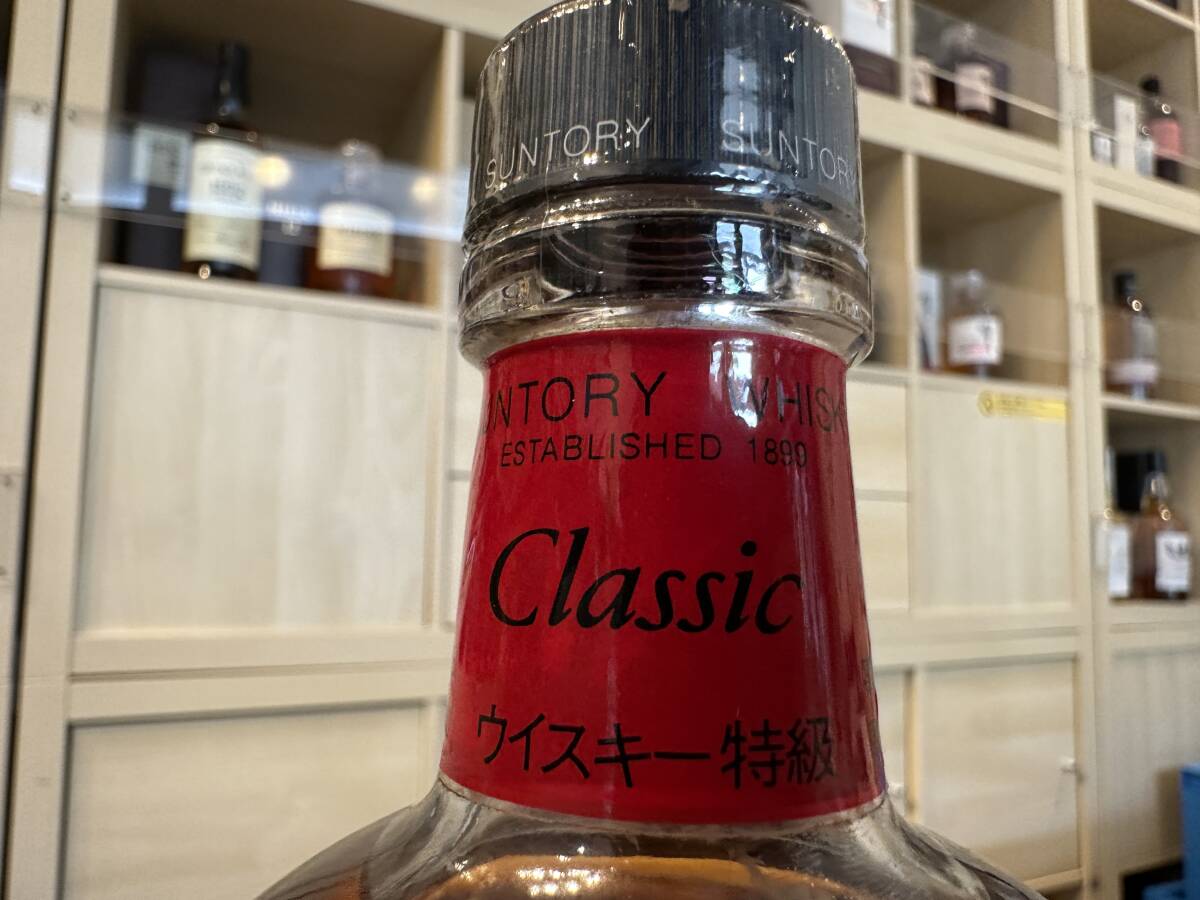 SUNTORY SUNTORY
UNTORY WHISK
ESTABLISHED 1899
Classic
ウイスキー特級